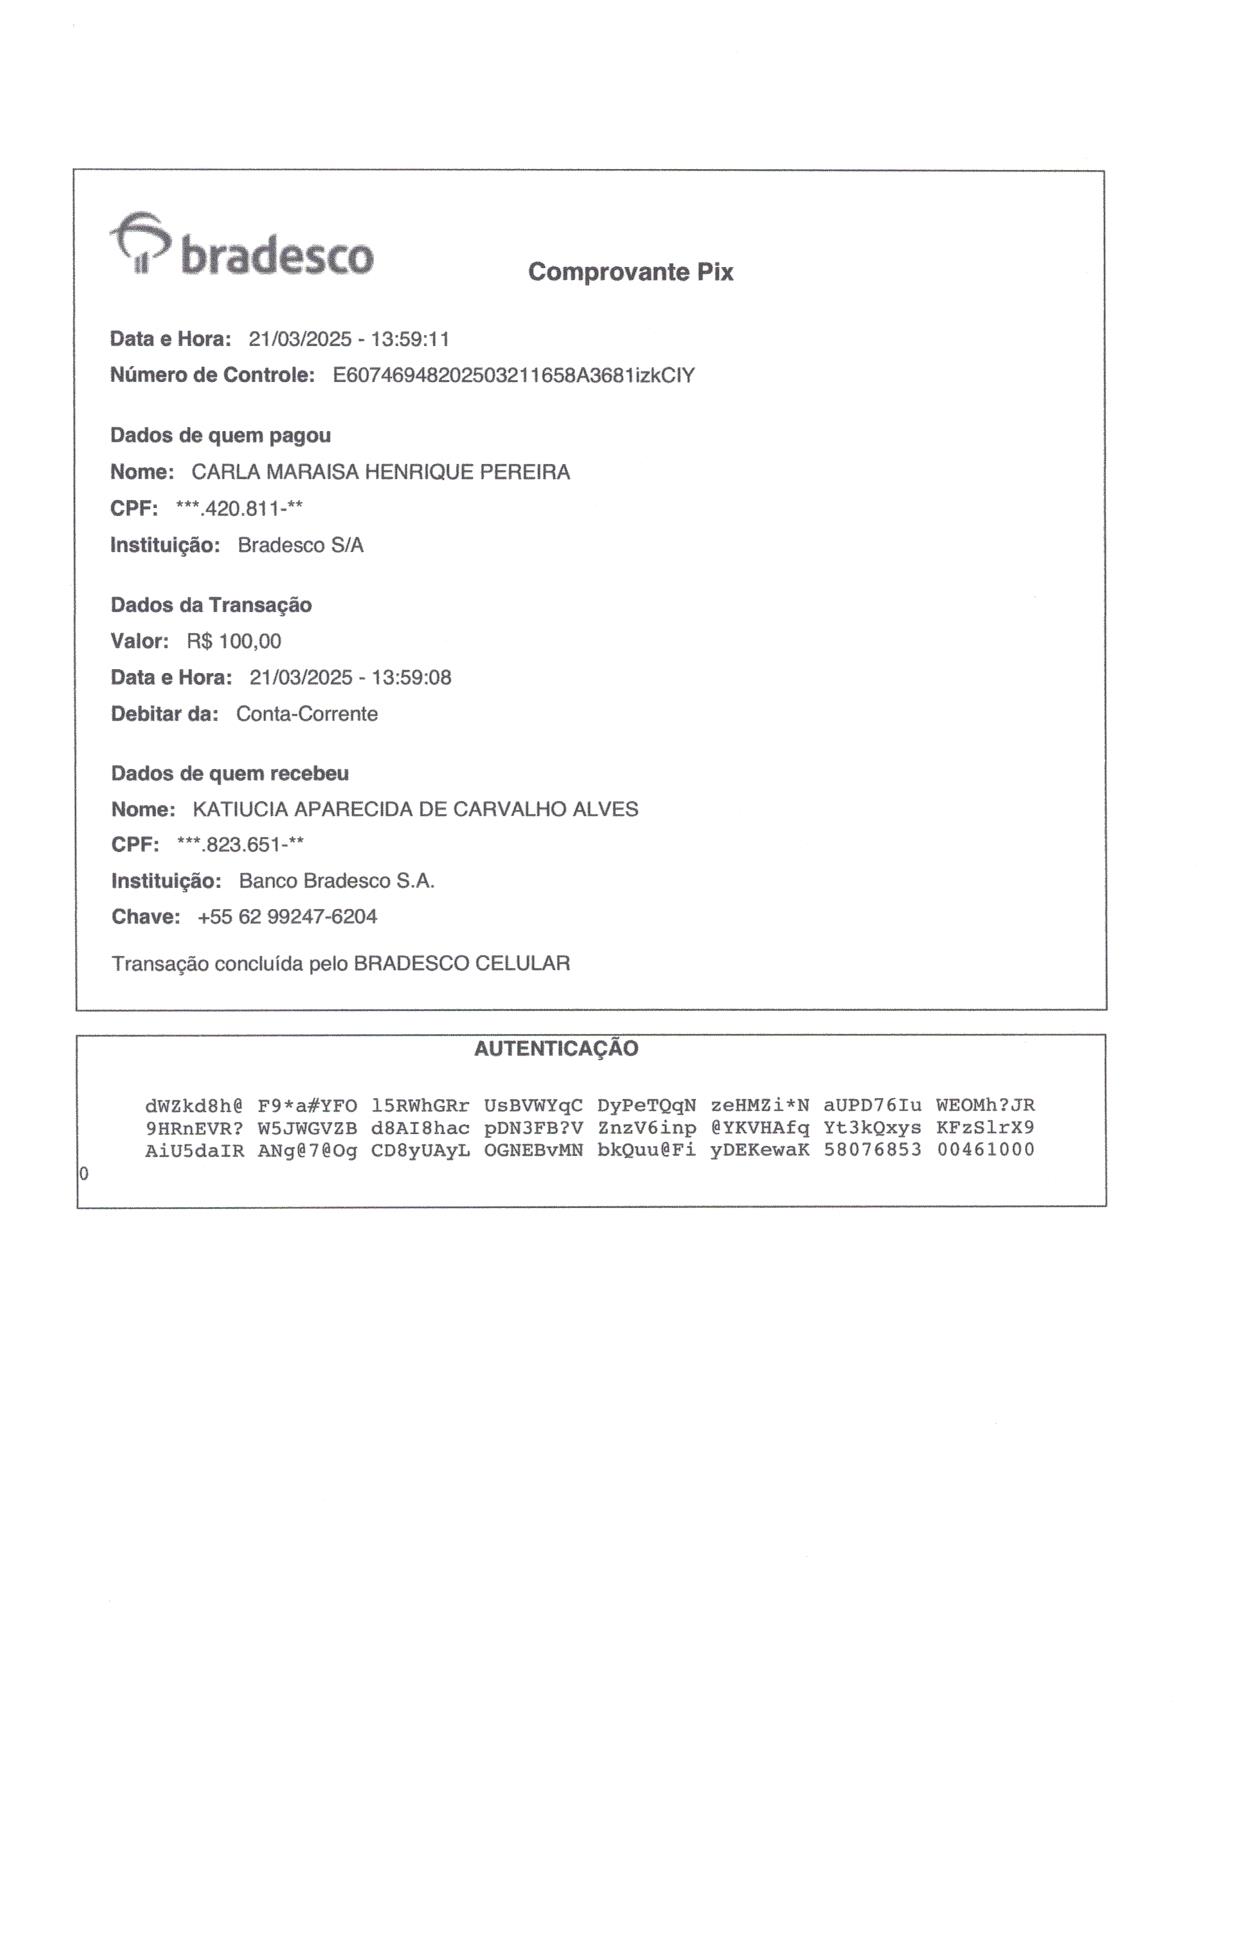 bradesco
Comprovante Pix
Data e Hora: 21/03/2025 - 13:59:11
Número de Controle: E60746948202503211658A3681izkCIY
Dados de quem pagou
Nome: CARLA MARAISA HENRIQUE PEREIRA
CPF: ***.420.811-**
Instituição: Bradesco S/A
Dados da Transação
Valor: R$ 100,00
Data e Hora: 21/03/2025 - 13:59:08
Debitar da: Conta-Corrente
Dados de quem recebeu
Nome: KATIUCIA APARECIDA DE CARVALHO ALVES
CPF: ***.823.651-**
Instituição: Banco Bradesco S.A.
Chave: +55 62 99247-6204
Transação concluída pelo BRADESCO CELULAR
AUTENTICAÇÃO
dWZkd8h@ F9*a#YFO l5RWhGRr UsBVWYqC DyPeTQqN zeHMZi*N aUPD76Iu WEOMh?JR
9HRnEVR? W5JWGVZB d8AI8hac pDN3FB?V ZnzV6inp @YKVHAfq Yt3kQxys KFzSlrX9
AiU5daIR ANg@7@Og CD8yUAyL OGNEBvMN bkQuu@Fi yDEKewaK 58076853 00461000
0